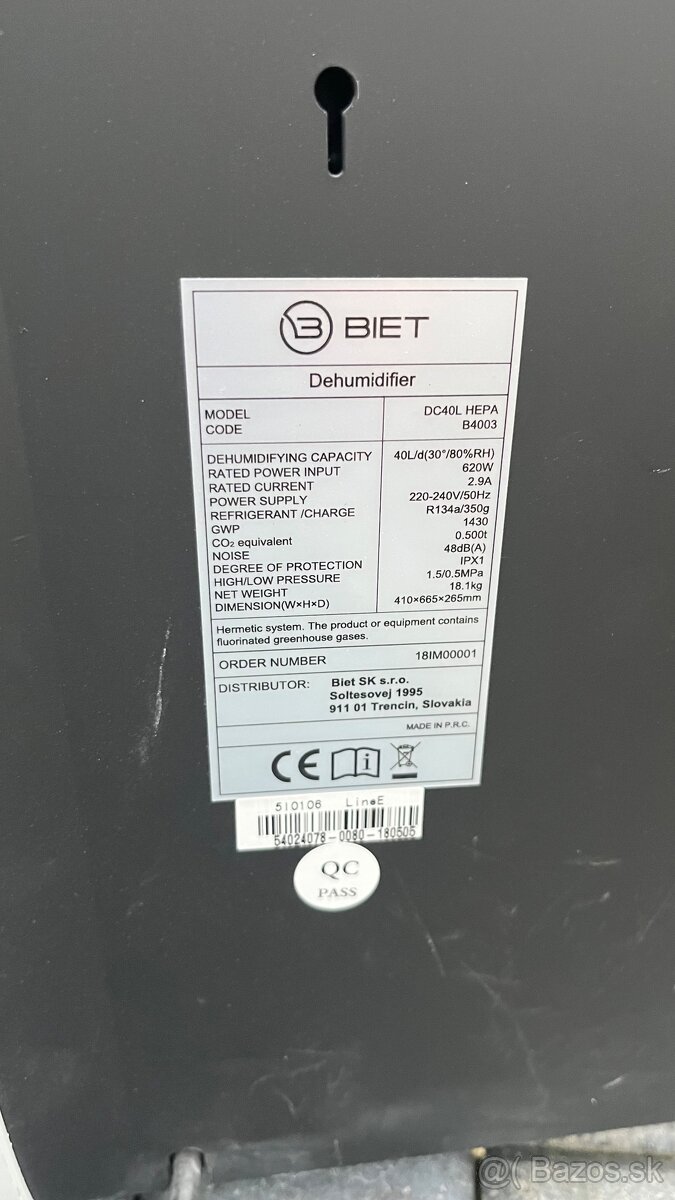 BIET
Dehumidifier
MODEL DC40L HEPA
CODE B4003
DEHUMIDIFYING CAPACITY 40L/d(30°/80%RH)
RATED POWER INPUT 620W
RATED CURRENT 2.9A
POWER SUPPLY 220-240V/50Hz
REFRIGERANT /CHARGE R134a/350g
GWP 1430
CO₂ equivalent 0.500t
NOISE 48dB(A)
DEGREE OF PROTECTION IPX1
HIGH/LOW PRESSURE 1.5/0.5MPa
NET WEIGHT 18.1kg
DIMENSION(W×H×D) 410×665×265mm
Hermetic system. The product or equipment contains
fluorinated greenhouse gases.
ORDER NUMBER 18IM00001
DISTRIBUTOR: Biet SK s.r.o.
Soltesovej 1995
911 01 Trencin, Slovakia
MADE IN P.R.C.
CE i
5I0106 LineE
54024078-0080-180505
QC
PASS
@( Bazos.sk